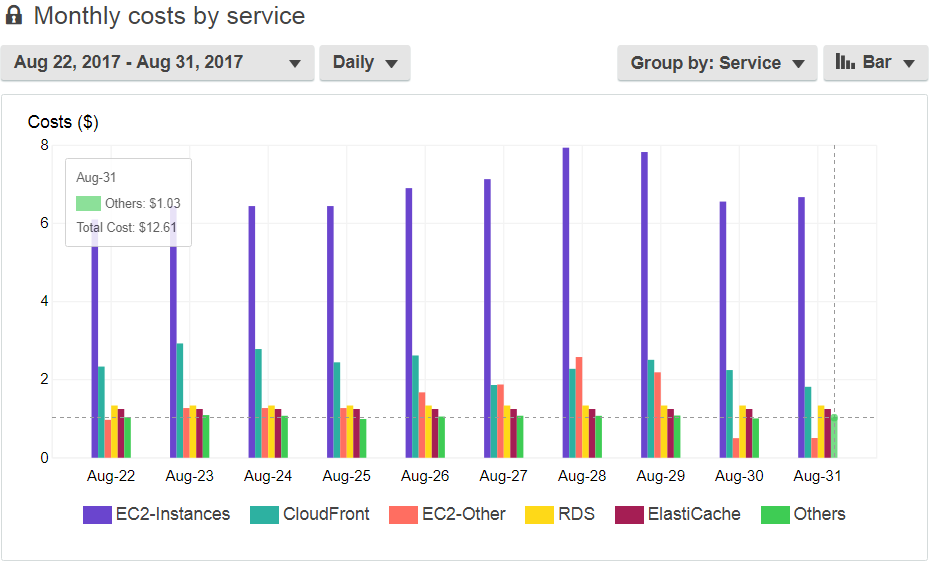 Monthly costs by service
Aug 22, 2017 - Aug 31, 2017 Daily Group by: Service Bar
Costs ($)
8
Aug-31
Others: $1.03
Total Cost: $12.61
6
4
2
0
Aug-22 Aug-23 Aug-24 Aug-25 Aug-26 Aug-27 Aug-28 Aug-29 Aug-30 Aug-31
EC2-Instances CloudFront EC2-Other RDS ElastiCache Others